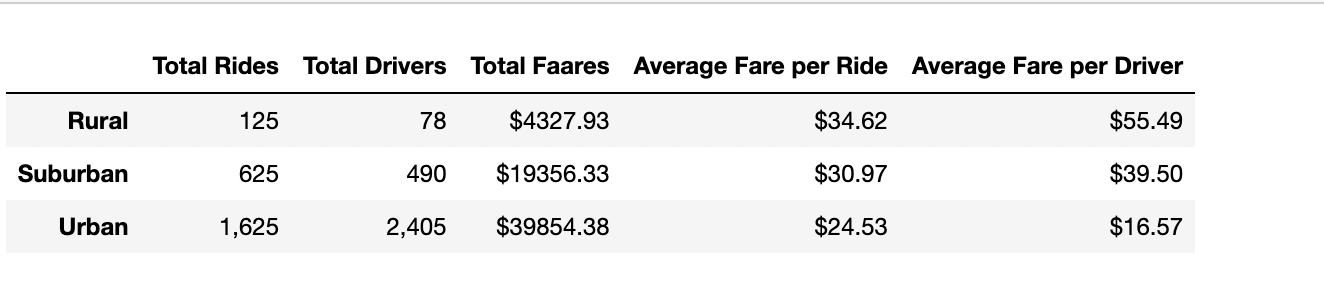 Total Rides Total Drivers Total Faares Average Fare per Ride Average Fare per Driver
Rural 125 78 $4327.93 $34.62 $55.49
Suburban 625 490 $19356.33 $30.97 $39.50
Urban 1,625 2,405 $39854.38 $24.53 $16.57